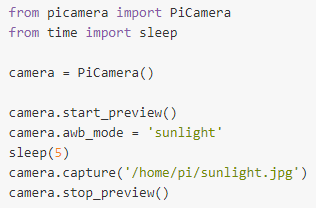 from picamera import PiCamera
from time import sleep

camera = PiCamera()

camera.start_preview()
camera.awb_mode = 'sunlight'
sleep(5)
camera.capture('/home/pi/sunlight.jpg')
camera.stop_preview()